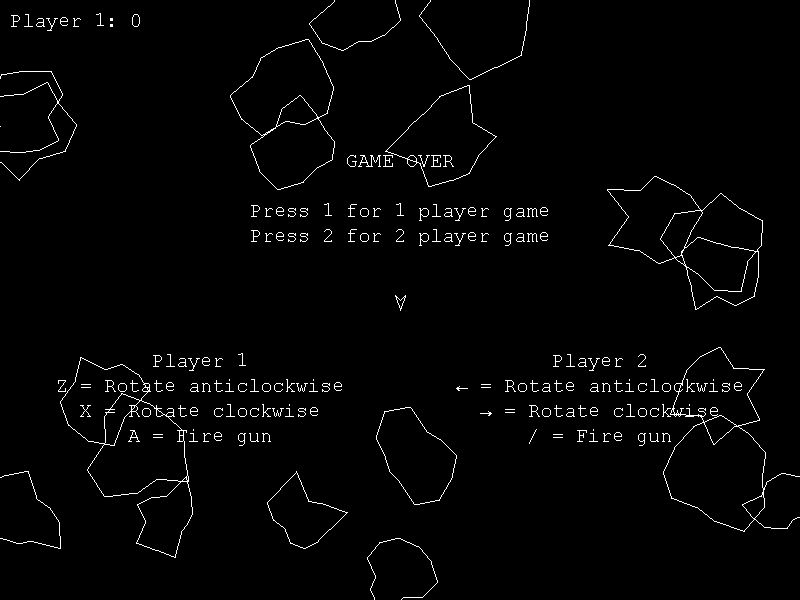 Player 1: 0
GAME OVER
Press 1 for 1 player game
Press 2 for 2 player game
Player 1
Z = Rotate anticlockwise
X = Rotate clockwise
A = Fire gun
Player 2
← = Rotate anticlockwise
→ = Rotate clockwise
/ = Fire gun